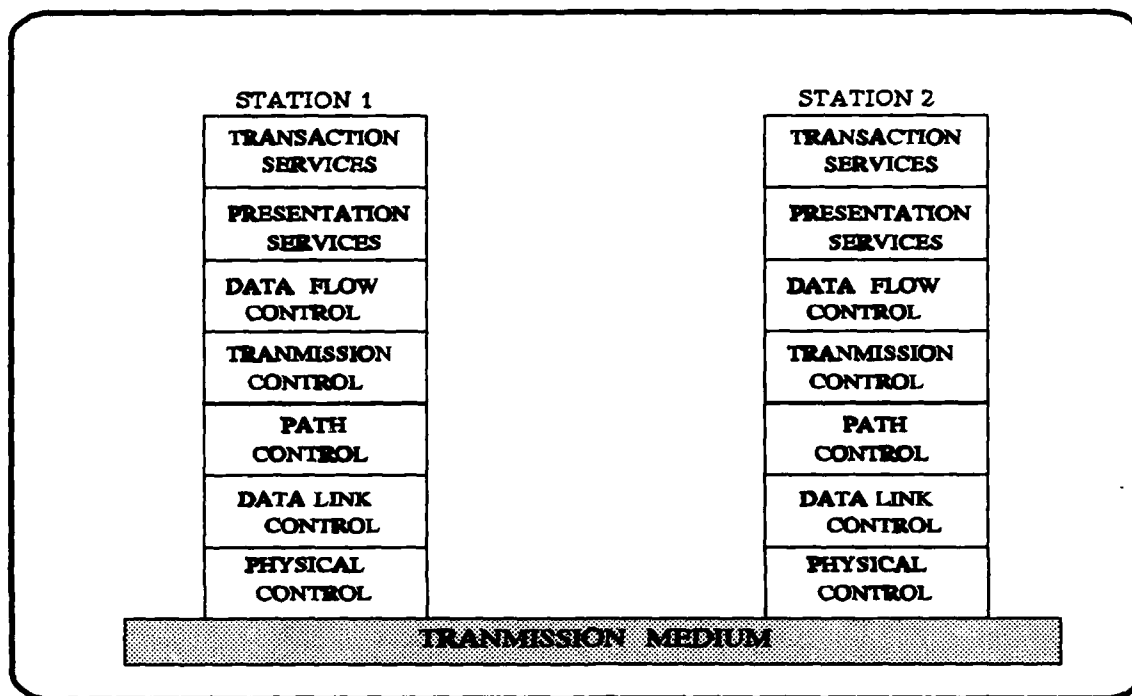 STATION 1
TRANSACTION
SERVICES
PRESENTATION
SERVICES
DATA FLOW
CONTROL
TRANMISSION
CONTROL
PATH
CONTROL
DATA LINK
CONTROL
PHYSICAL
CONTROL
STATION 2
TRANSACTION
SERVICES
PRESENTATION
SERVICES
DATA FLOW
CONTROL
TRANMISSION
CONTROL
PATH
CONTROL
DATA LINK
CONTROL
PHYSICAL
CONTROL
TRANMISSION MEDIUM